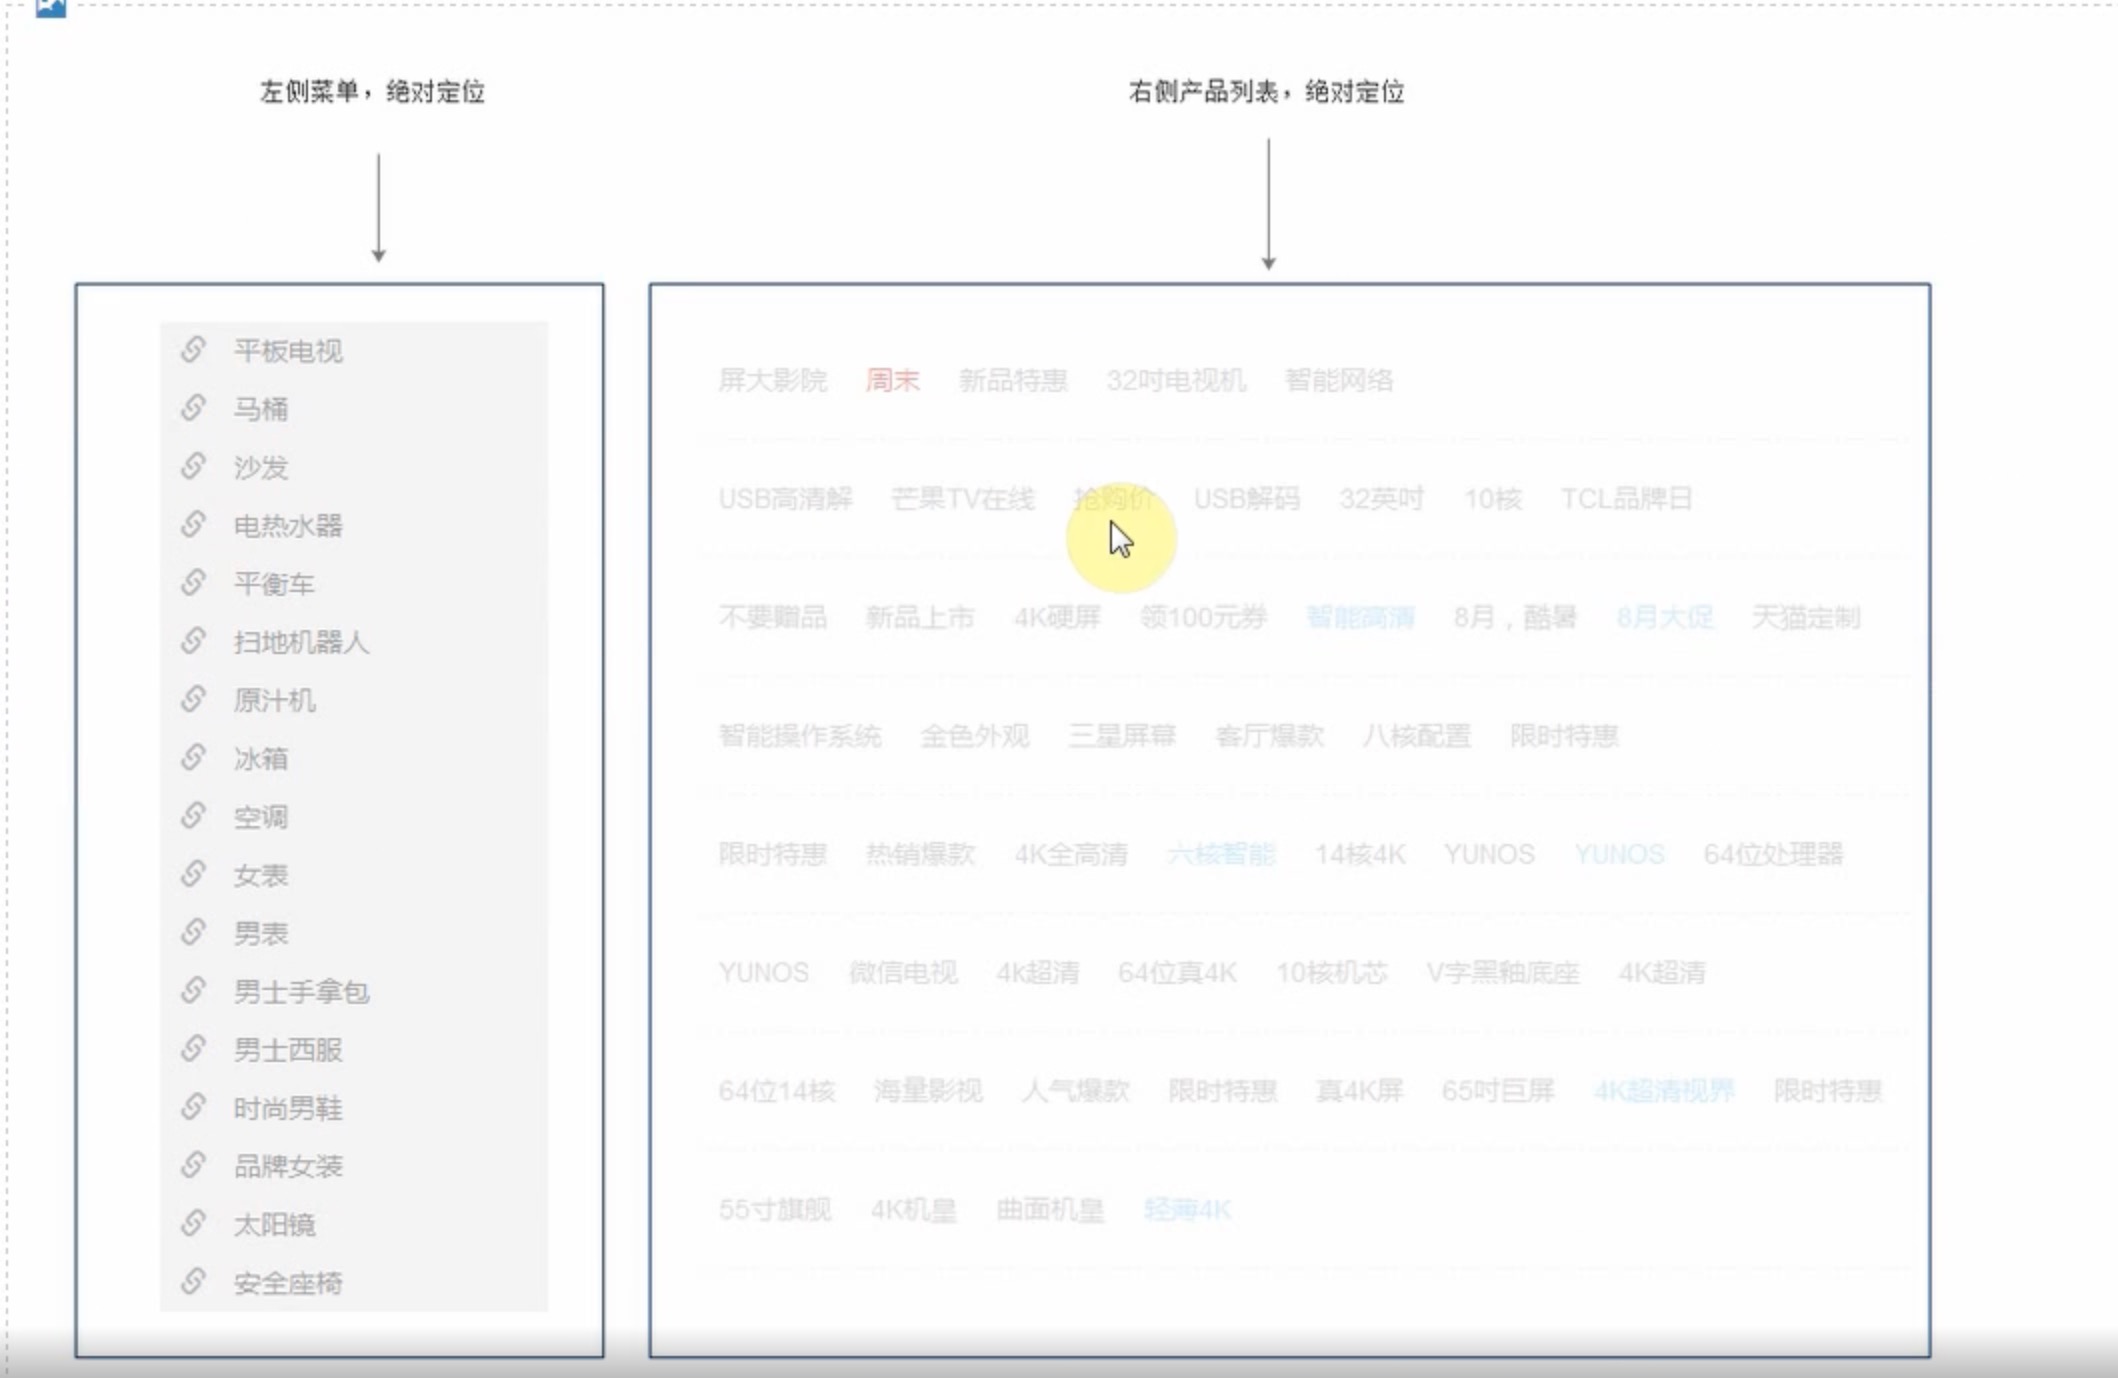 左侧菜单，绝对定位
右侧产品列表，绝对定位
平板电视
马桶
沙发
电热水器
平衡车
扫地机器人
原汁机
冰箱
空调
女表
男表
男士手拿包
男士西服
时尚男鞋
品牌女装
太阳镜
安全座椅
屏大影院 周末 新品特惠 32吋电视机 智能网络
USB高清解 芒果TV在线 抢购价 USB解码 32英吋 10核 TCL品牌日
不要赠品 新品上市 4K硬屏 领100元券 智能高清 8月，酷暑 8月大促 天猫定制
智能操作系统 金色外观 三星屏幕 客厅爆款 八核配置 限时特惠
限时特惠 热销爆款 4K全高清 六核智能 14核4K YUNOS YUNOS 64位处理器
YUNOS 微信电视 4k超清 64位真4K 10核机芯 V字黑釉底座 4K超清
64位14核 海量影视 人气爆款 限时特惠 真4K屏 65吋巨屏 4K超清视界 限时特惠
55寸旗舰 4K机皇 曲面机皇 轻薄4K